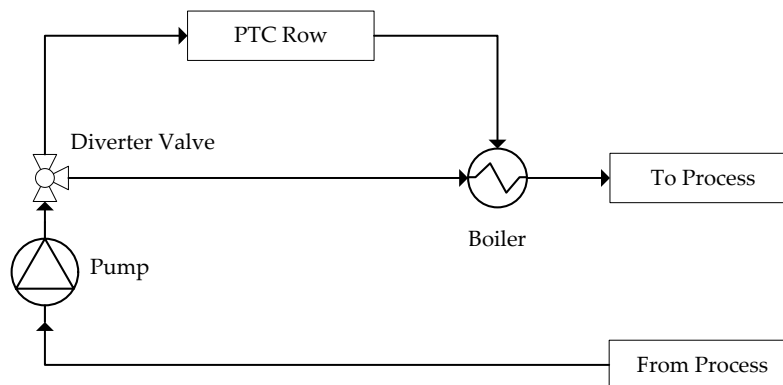 PTC Row
Diverter Valve
To Process
Boiler
Pump
From Process